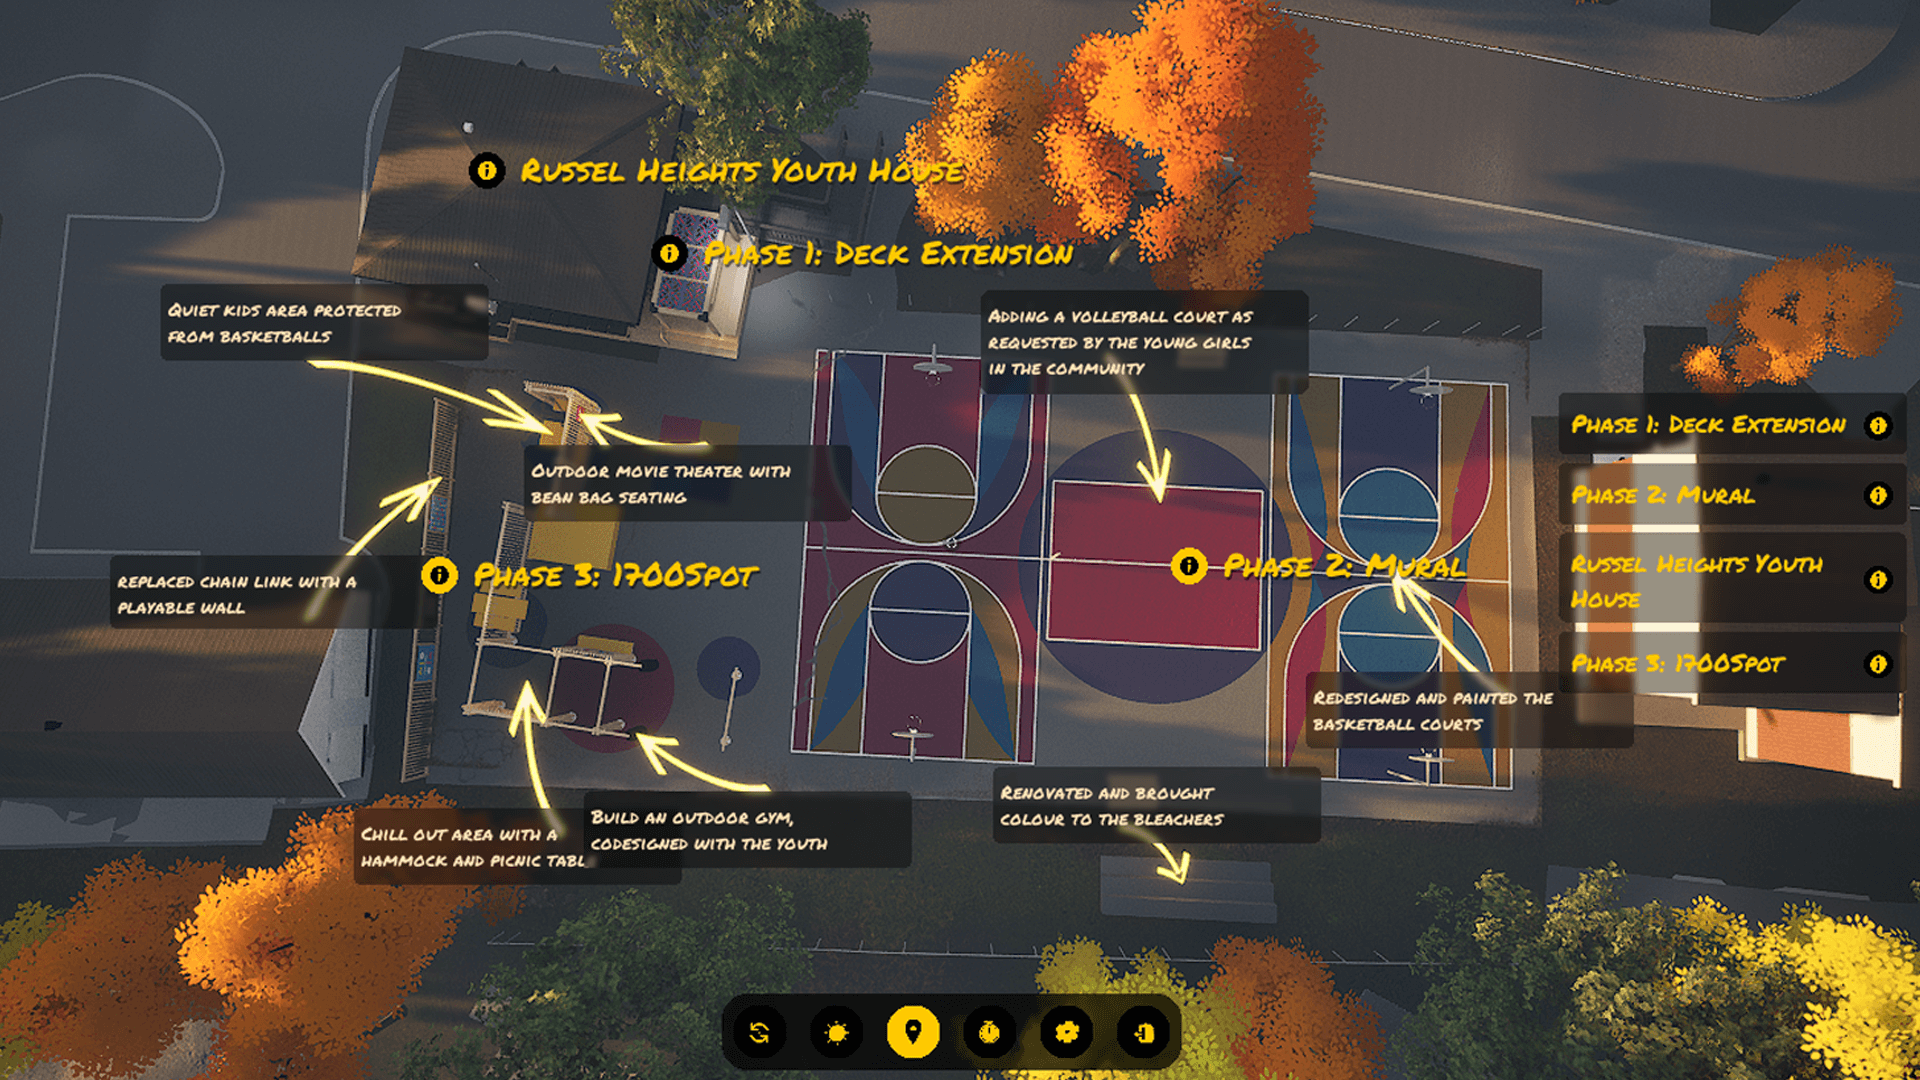 Russel Heights Youth House
Phase 1: Deck Extension
Quiet kids area protected
from basketballs
Adding a volleyball court as
requested by the young girls
in the community
Outdoor movie theater with
bean bag seating
replaced chain link with a
playable wall
Phase 3: 1700Spot
Phase 2: Mural
Redesigned and painted the
basketball courts
Renovated and brought
colour to the bleachers
Chill out area with a
hammock and picnic tabl
Build an outdoor gym,
codesigned with the youth
Phase 1: Deck Extension
Phase 2: Mural
Russel Heights Youth
House
Phase 3: 1700Spot